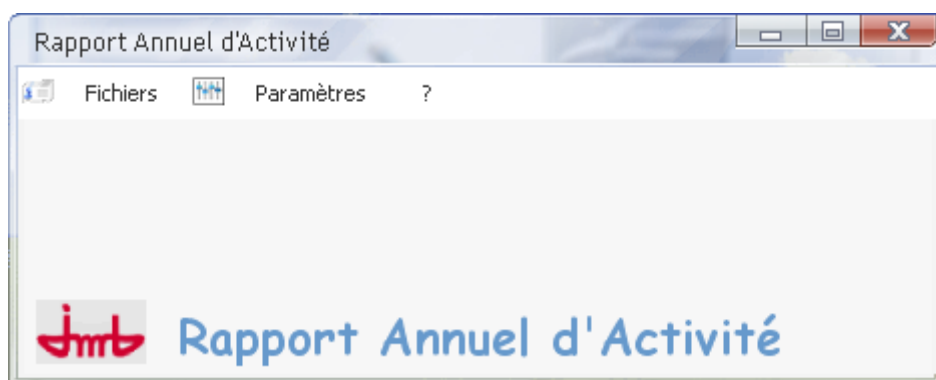 Rapport Annuel d'Activité
Fichiers Paramètres ?
jmb
Rapport Annuel d'Activité